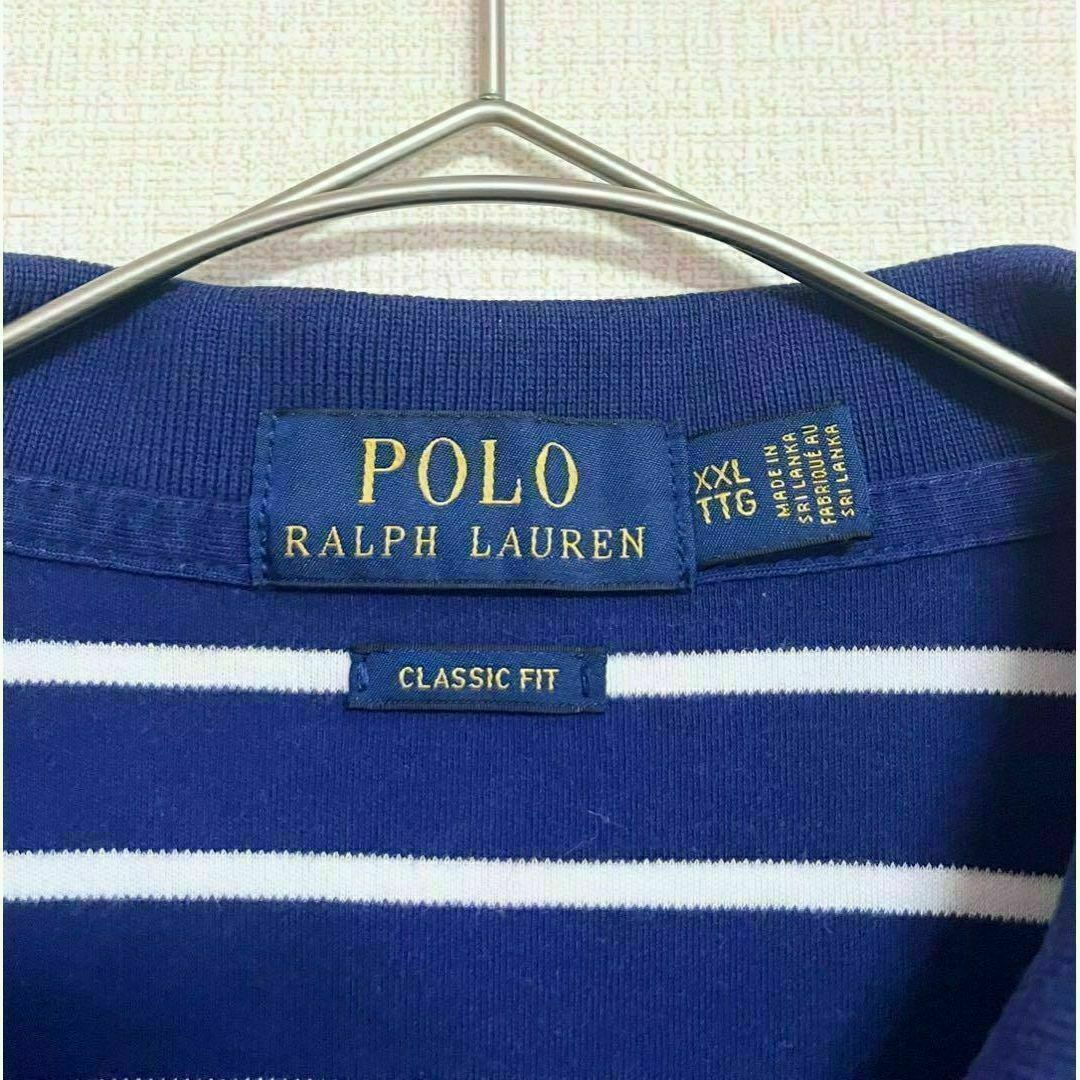 POLO
RALPH LAUREN
XXL
TTG
MADE IN
SRI LANKA
FABRIQUÉ AU
SRI LANKA
CLASSIC FIT